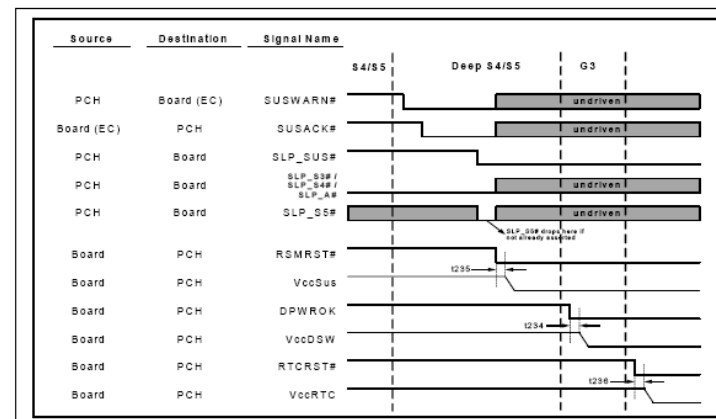 Source Destination Signal Name
S4/S5 Deep S4/S5 G3
PCH Board (EC) SUSWARN# undriven
Board (EC) PCH SUSACK# undriven
PCH Board SLP_SUS#
PCH Board SLP_S3# / SLP_S4# / SLP_A# undriven
PCH Board SLP_S5# undriven
SLP_S5# drops here if
not already asserted
Board PCH RSMRST#
t235
Board PCH VccSus
Board PCH DPWROK
t234
Board PCH VccDSW
Board PCH RTCRST#
t236
Board PCH VccRTC